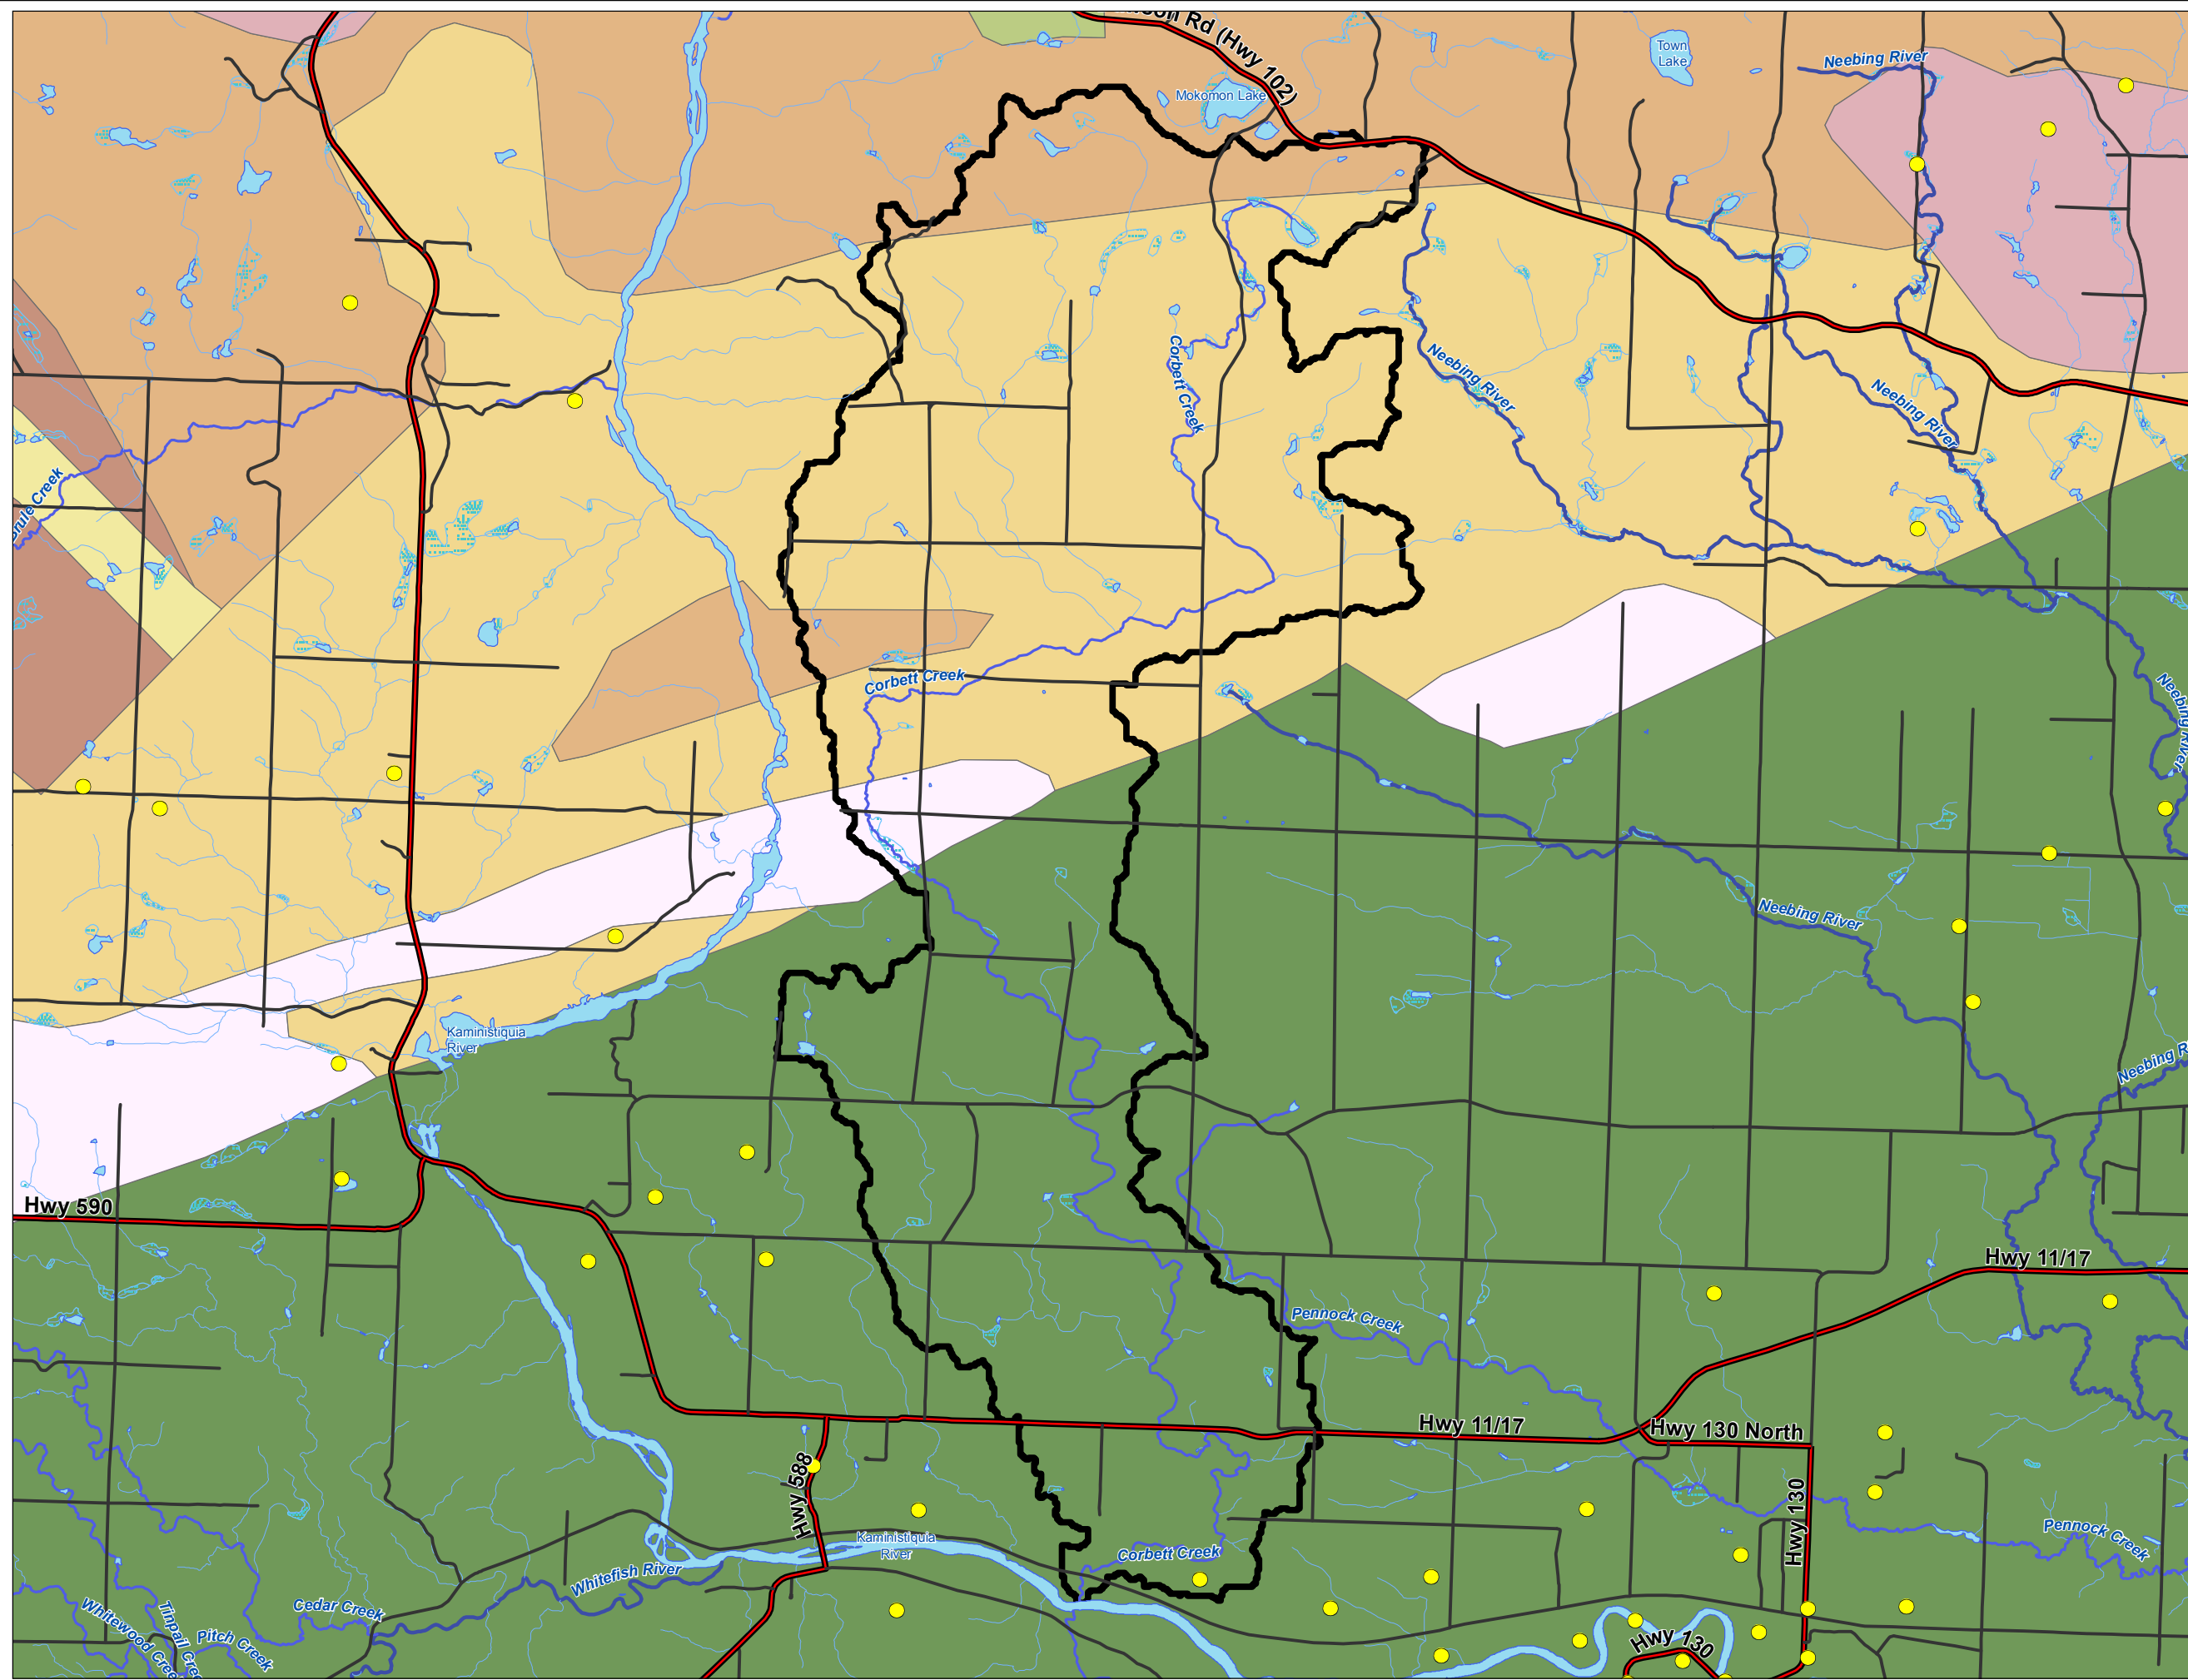 Rd (Hwy 102)
Town
Lake
Neebing River
Mokomon Lake
Corbett Creek
Neebing River
Neebing River
Creek
Corbett Creek
Neebing River
Neebing River
Kaministiquia
River
Neebing R
Hwy 590
Hwy 11/17
Pennock Creek
Hwy 11/17
Hwy 130 North
Hwy 588
Hwy 130
Kaministiquia
River
Corbett Creek
Pennock Creek
Whitefish River
Cedar Creek
Whitewood Cree
Tinpail Cree
Pitch Creek
Hwy 130